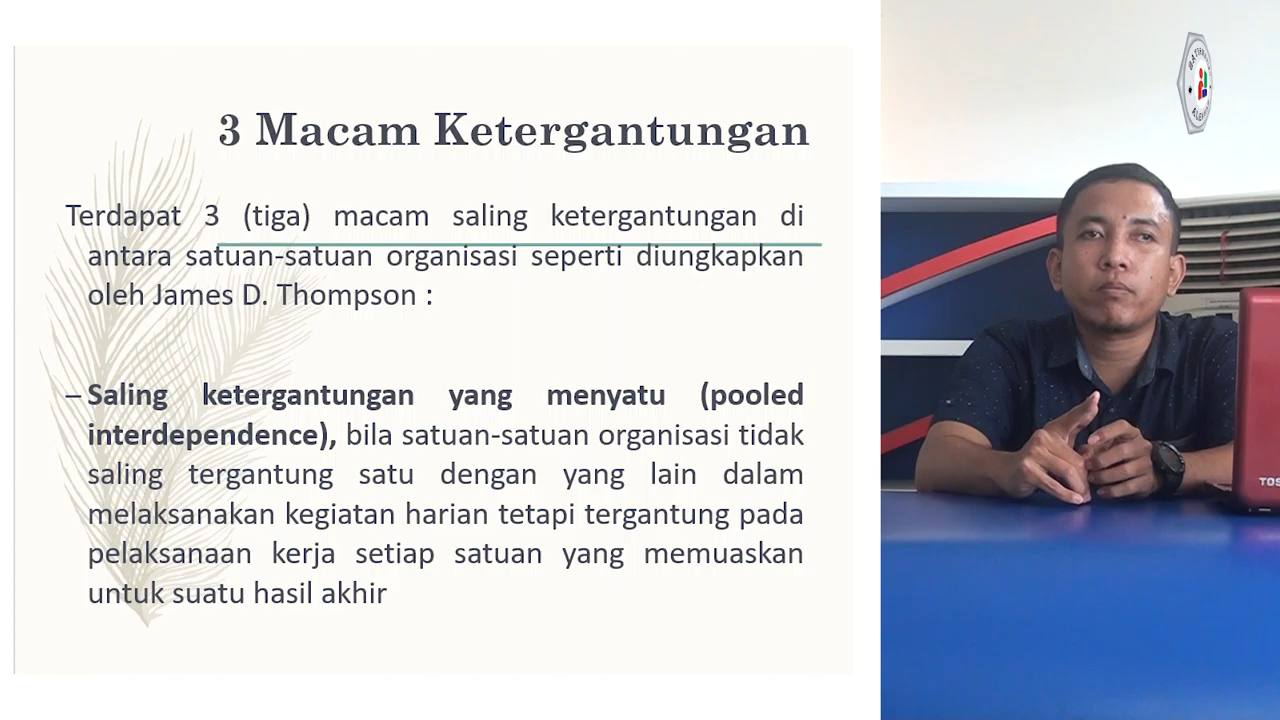 3 Macam Ketergantungan
Terdapat 3 (tiga) macam saling ketergantungan di
antara satuan-satuan organisasi seperti diungkapkan
oleh James D. Thompson :
– Saling ketergantungan yang menyatu (pooled
interdependence), bila satuan-satuan organisasi tidak
saling tergantung satu dengan yang lain dalam
melaksanakan kegiatan harian tetapi tergantung pada
pelaksanaan kerja setiap satuan yang memuaskan
untuk suatu hasil akhir